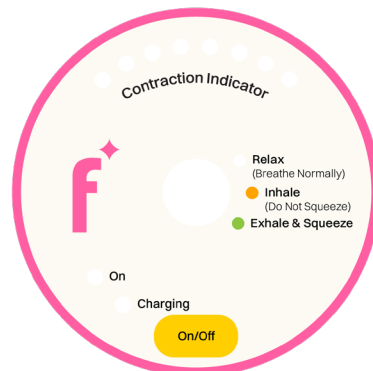 Contraction Indicator
f
Relax
(Breathe Normally)
Inhale
(Do Not Squeeze)
Exhale & Squeeze
On
Charging
On/Off